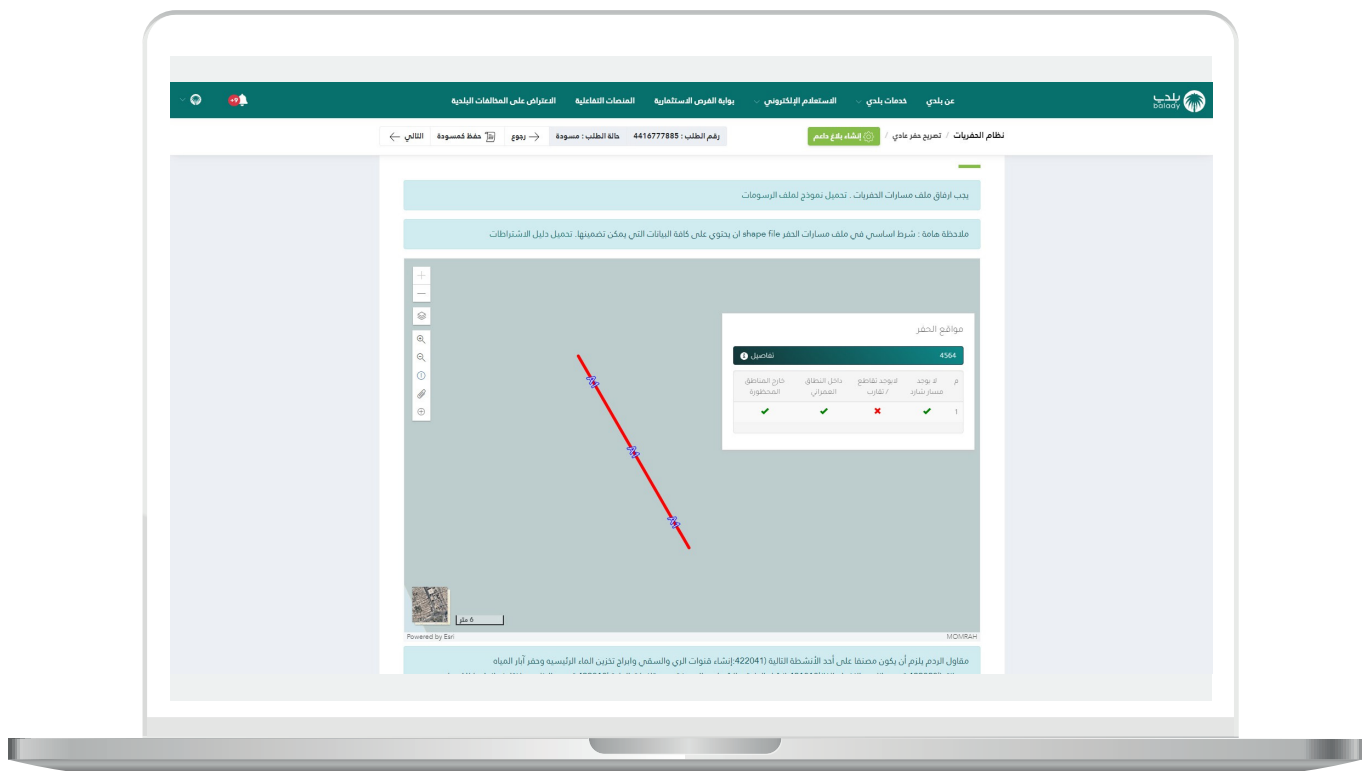 بلدي
balady
عن بلدي
خدمات بلدي
الاستعلام الإلكتروني
بوابة الفرص الاستثمارية
المنصات التفاعلية
الاعتراض على المخالفات البلدية
+9
نظام الحفريات / تصريح حفر عادي /
إنشاء بلاغ داعم
رقم الطلب : 4416777885
حالة الطلب : مسودة
رجوع
حفظ كمسودة
التالي
يجب ارفاق ملف مسارات الحفريات . تحميل نموذج لملف الرسومات
ملاحظة هامة : شرط اساسي في ملف مسارات الحفر shape file ان يحتوي على كافة البيانات التي يمكن تضمينها. تحميل دليل الاشتراطات
مواقع الحفر
4564 تفاصيل
م لا يوجد مسار شارد لايوجد تقاطع / تقارب داخل النطاق العمراني خارج المناطق المحظورة
1
6 متر
Powered by Esri
MOMRAH
مقاول الردم يلزم أن يكون مصنفا على أحد الأنشطة التالية (422041:إنشاء قنوات الري والسقي وابراج تخزين الماء الرئيسيه وحفر آبار المياه